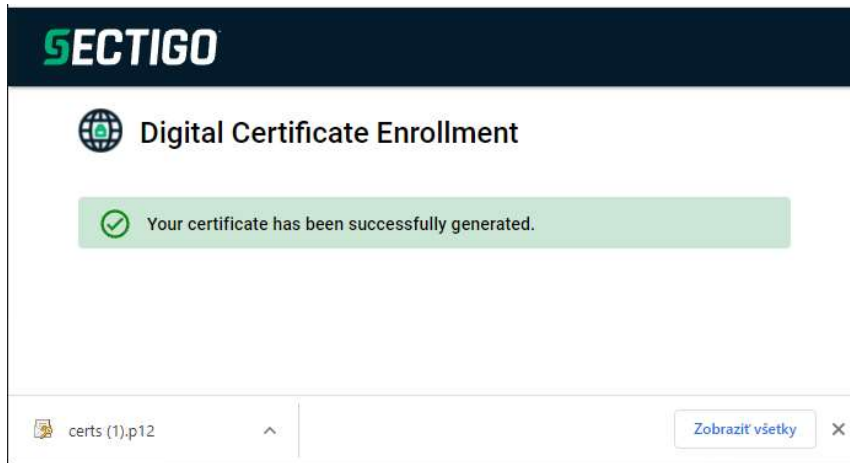 SECTIGO
Digital Certificate Enrollment
Your certificate has been successfully generated.
certs (1).p12
Zobraziť všetky